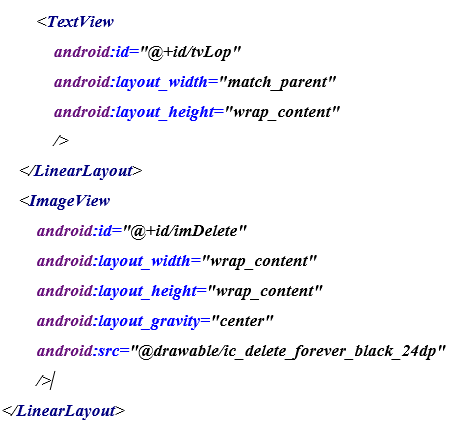 <TextView
android:id="@+id/tvLop"
android:layout_width="match_parent"
android:layout_height="wrap_content"
/>
</LinearLayout>
<ImageView
android:id="@+id/imDelete"
android:layout_width="wrap_content"
android:layout_height="wrap_content"
android:layout_gravity="center"
android:src="@drawable/ic_delete_forever_black_24dp"
/>
</LinearLayout>